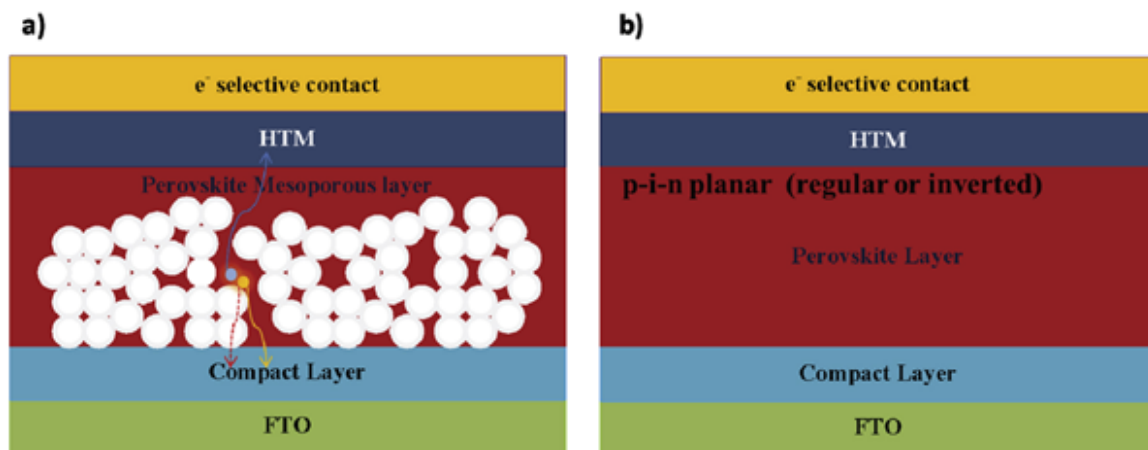 a)
e⁻ selective contact
HTM
Perovskite Mesoporous layer
Compact Layer
FTO
b)
e⁻ selective contact
HTM
p-i-n planar (regular or inverted)
Perovskite Layer
Compact Layer
FTO